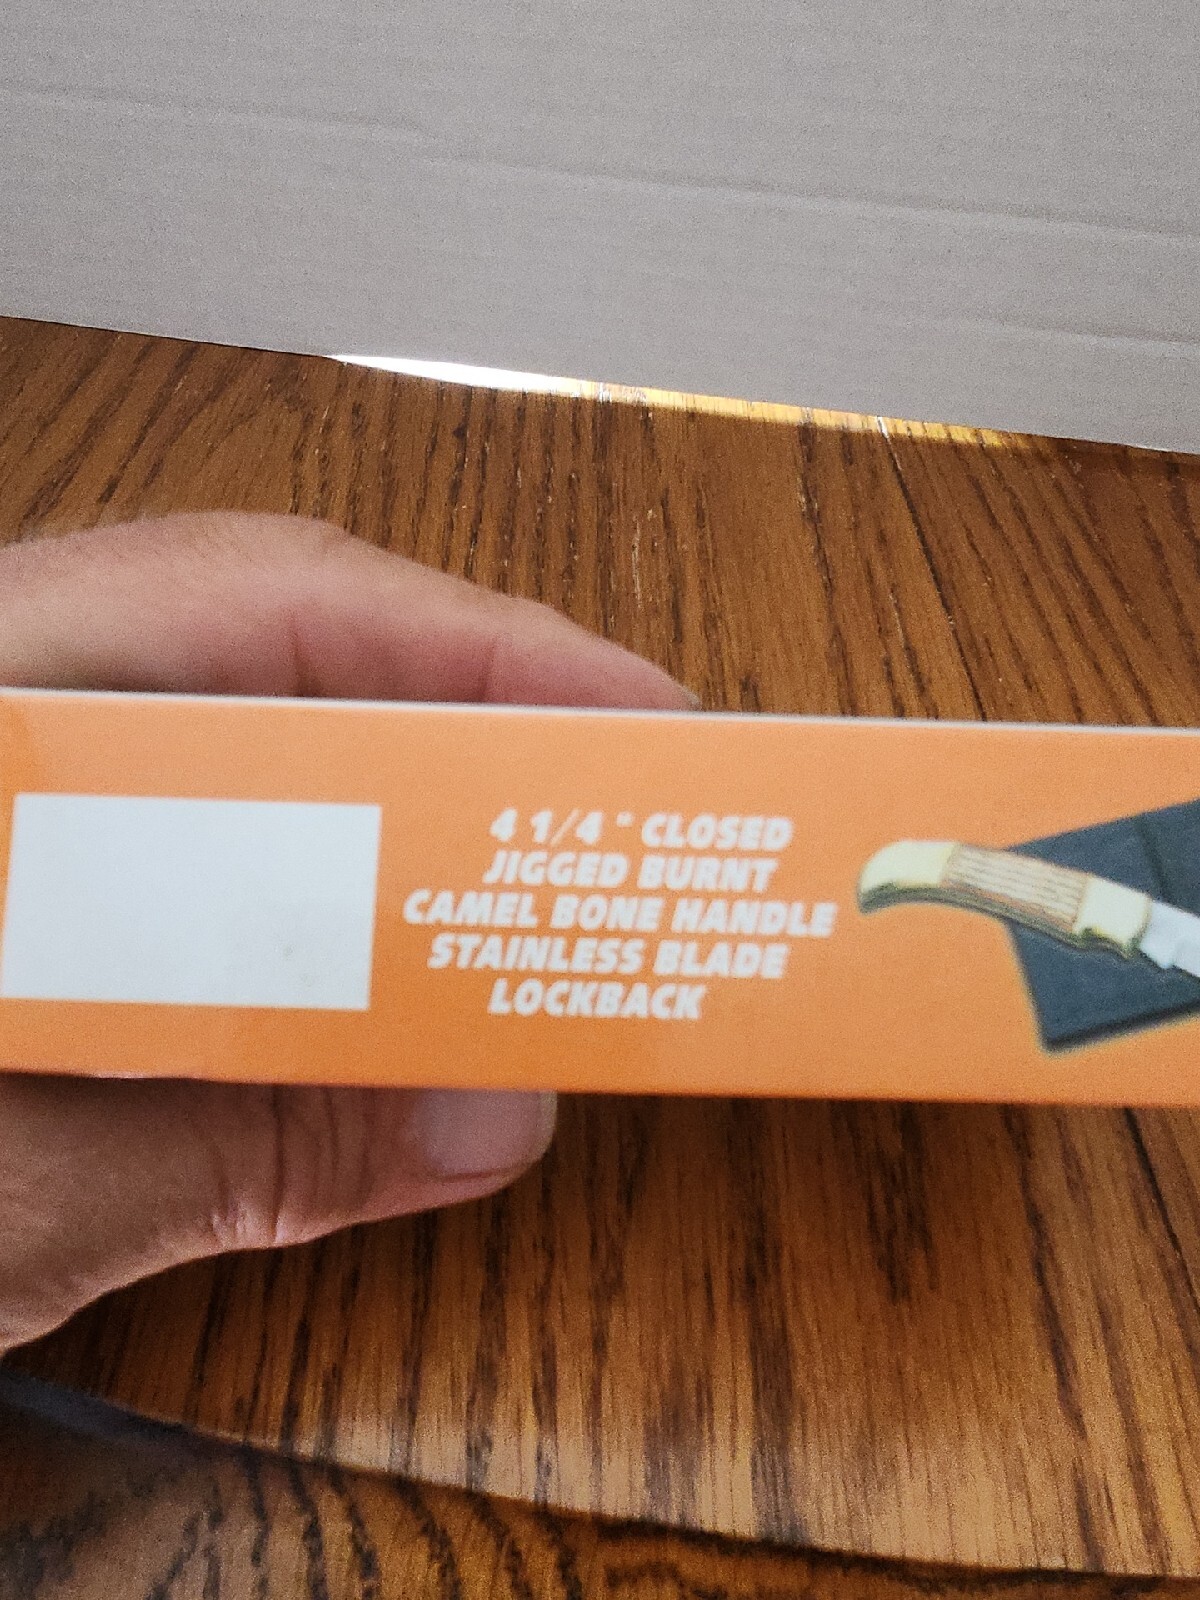 4 1/4 " CLOSED
JIGGED BURNT
CAMEL BONE HANDLE
STAINLESS BLADE
LOCKBACK